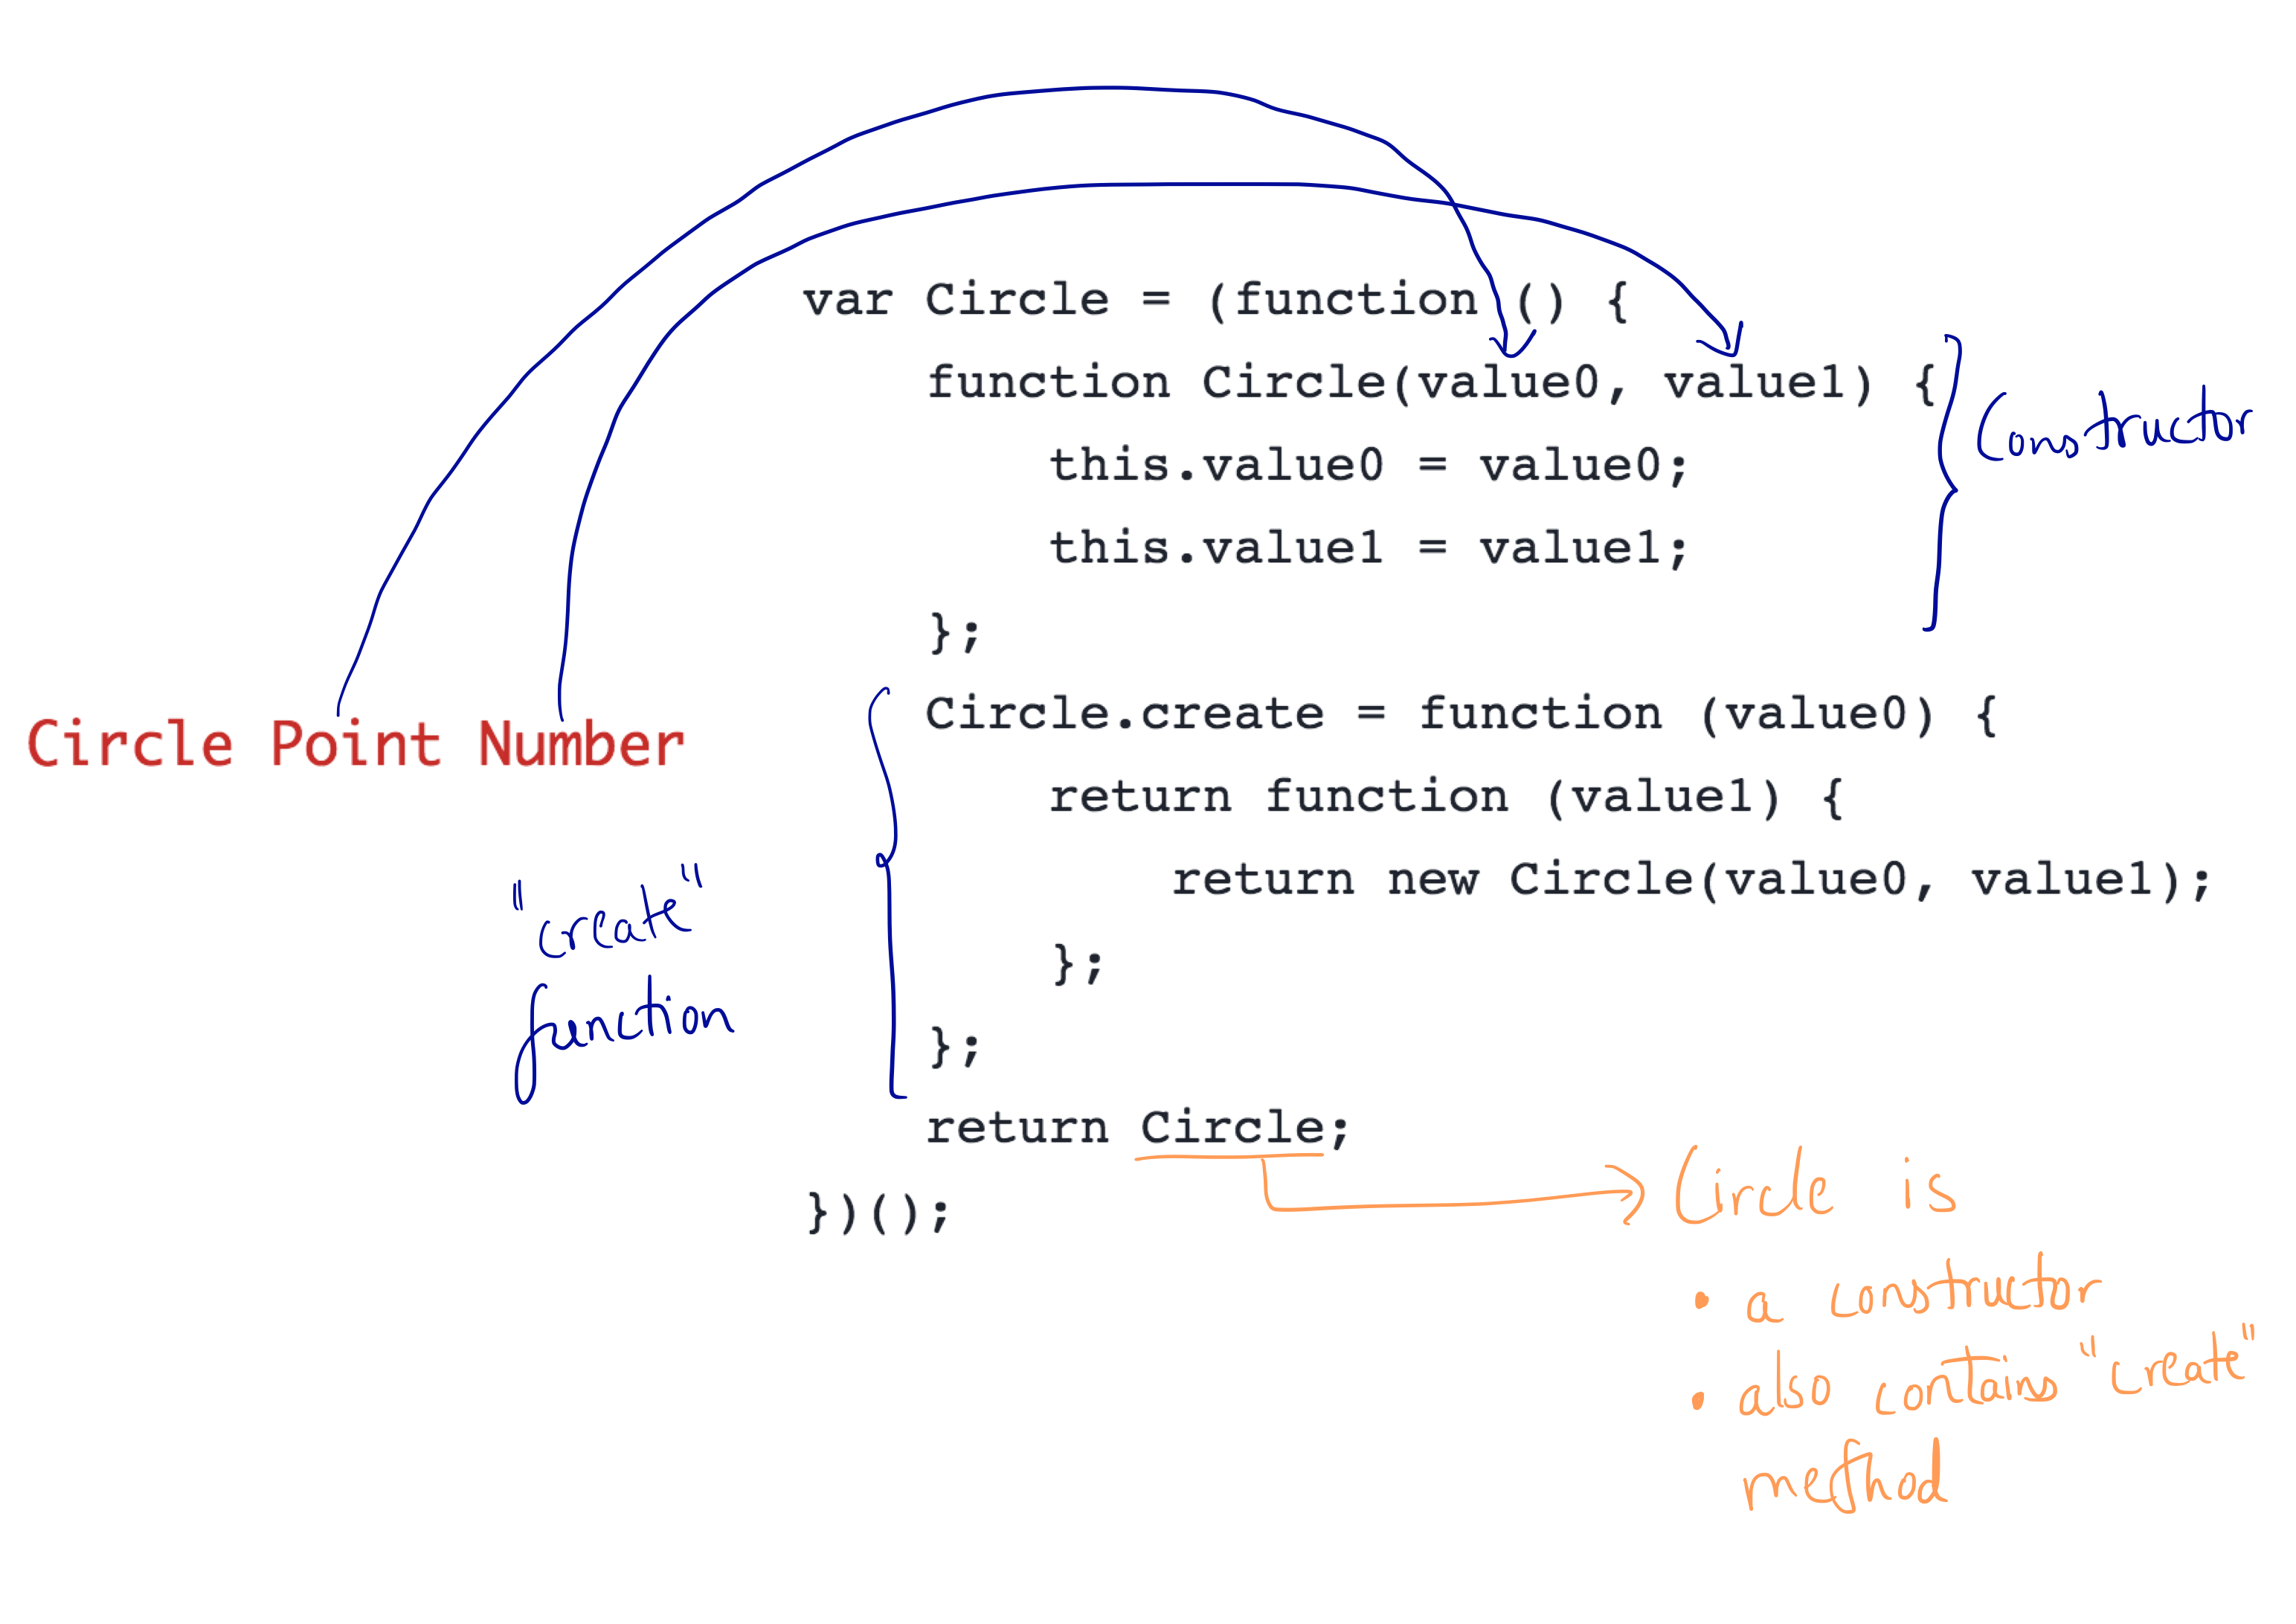 var Circle = (function () {
function Circle(value0, value1) {
this.value0 = value0;
this.value1 = value1;
};
Constructor
Circle Point Number
Circle.create = function (value0) {
return function (value1) {
return new Circle(value0, value1);
};
};
"create"
function
return Circle;
})();
Circle is
• a constructor
• also contains "create"
method